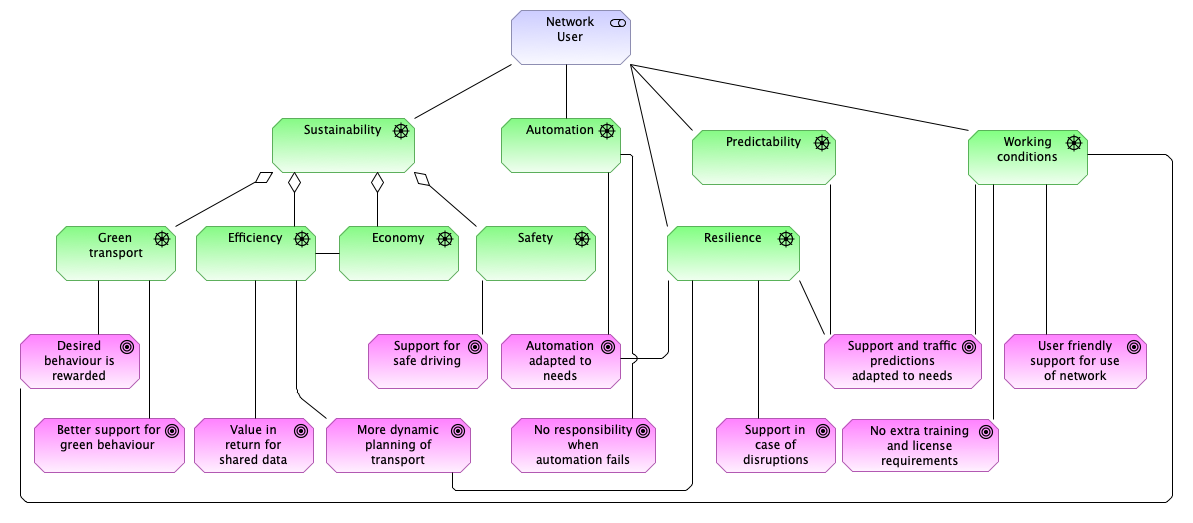 Network
User
Sustainability
Automation
Predictability
Working
conditions
Green
transport
Efficiency
Economy
Safety
Resilience
Desired
behaviour is
rewarded
Support for
safe driving
Automation
adapted to
needs
Support and traffic
predictions
adapted to needs
User friendly
support for use
of network
Better support for
green behaviour
Value in
return for
shared data
More dynamic
planning of
transport
No responsibility
when
automation fails
Support in
case of
disruptions
No extra training
and license
requirements